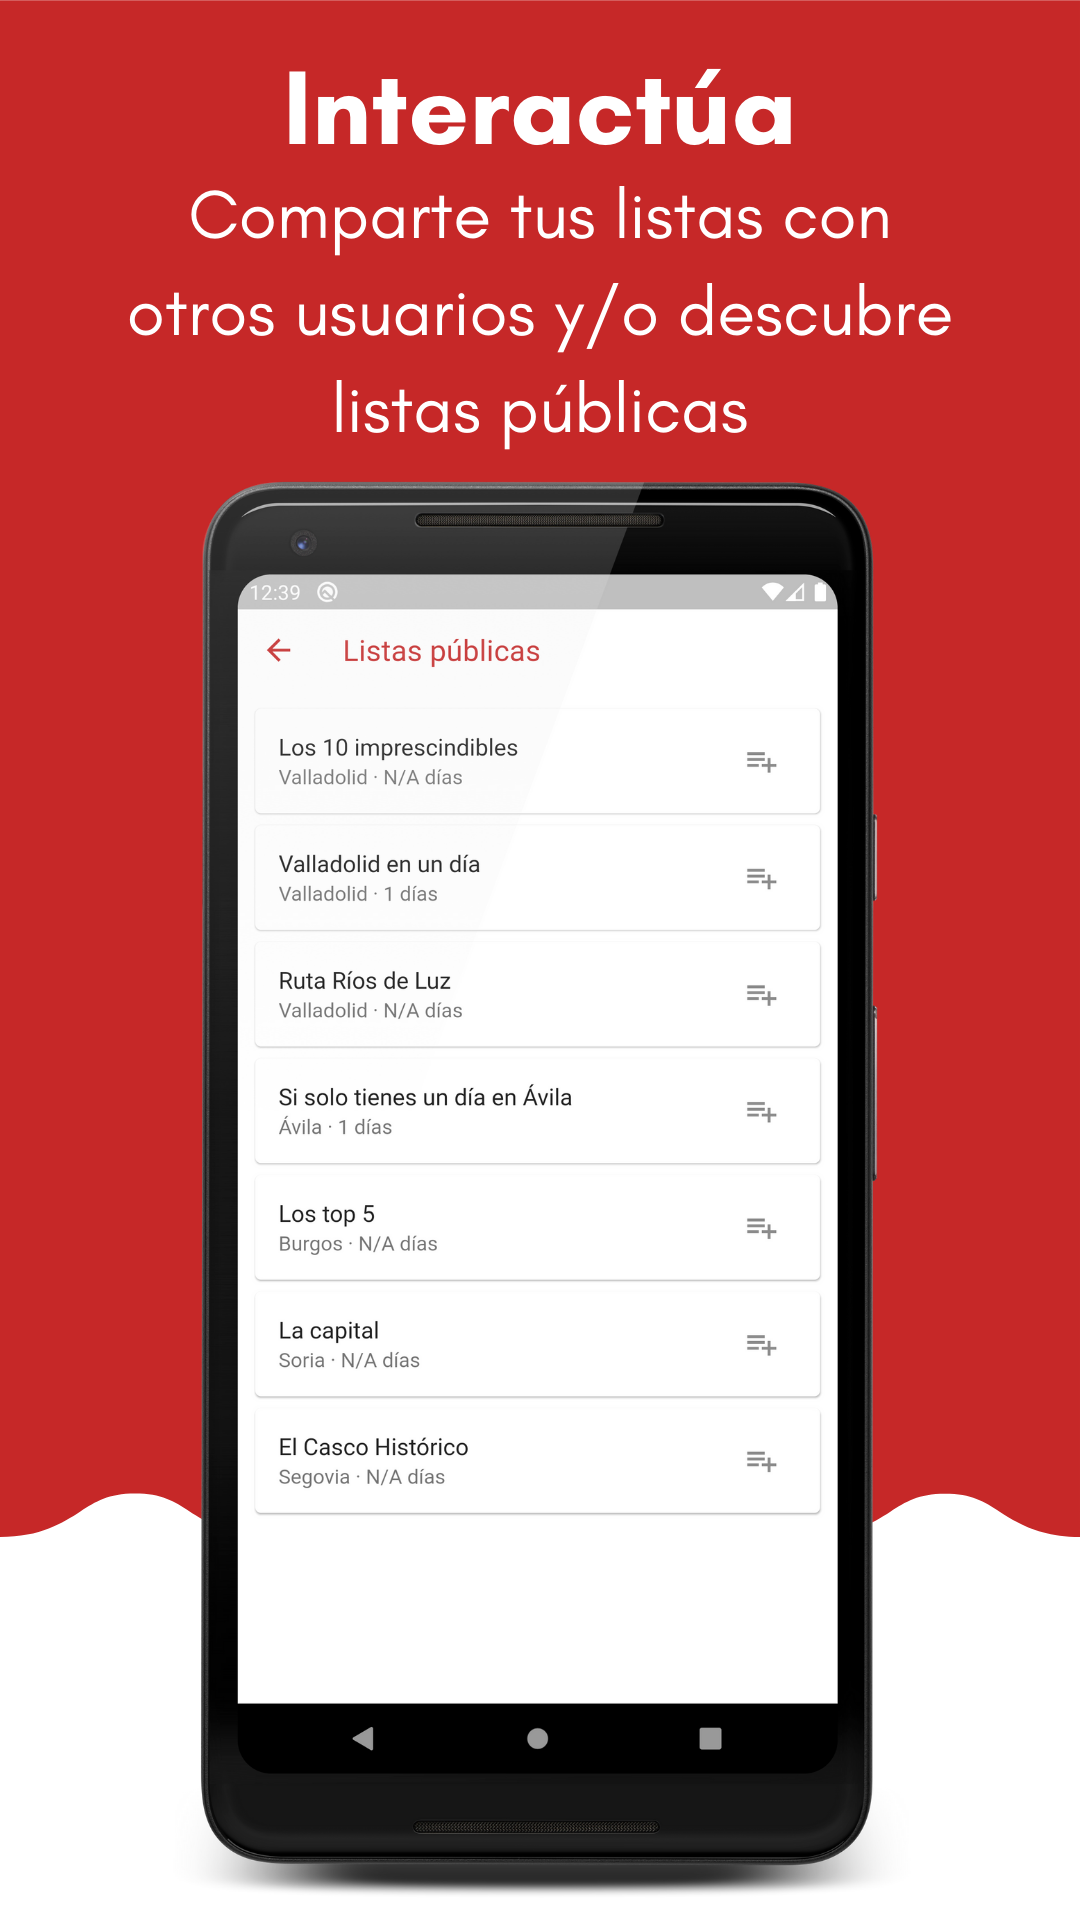 Interactúa
Comparte tus listas con
otros usuarios y/o descubre
listas públicas
12:39
Listas públicas
Los 10 imprescindibles
Valladolid · N/A días
Valladolid en un día
Valladolid · 1 días
Ruta Ríos de Luz
Valladolid · N/A días
Si solo tienes un día en Ávila
Ávila · 1 días
Los top 5
Burgos · N/A días
La capital
Soria · N/A días
El Casco Histórico
Segovia · N/A días